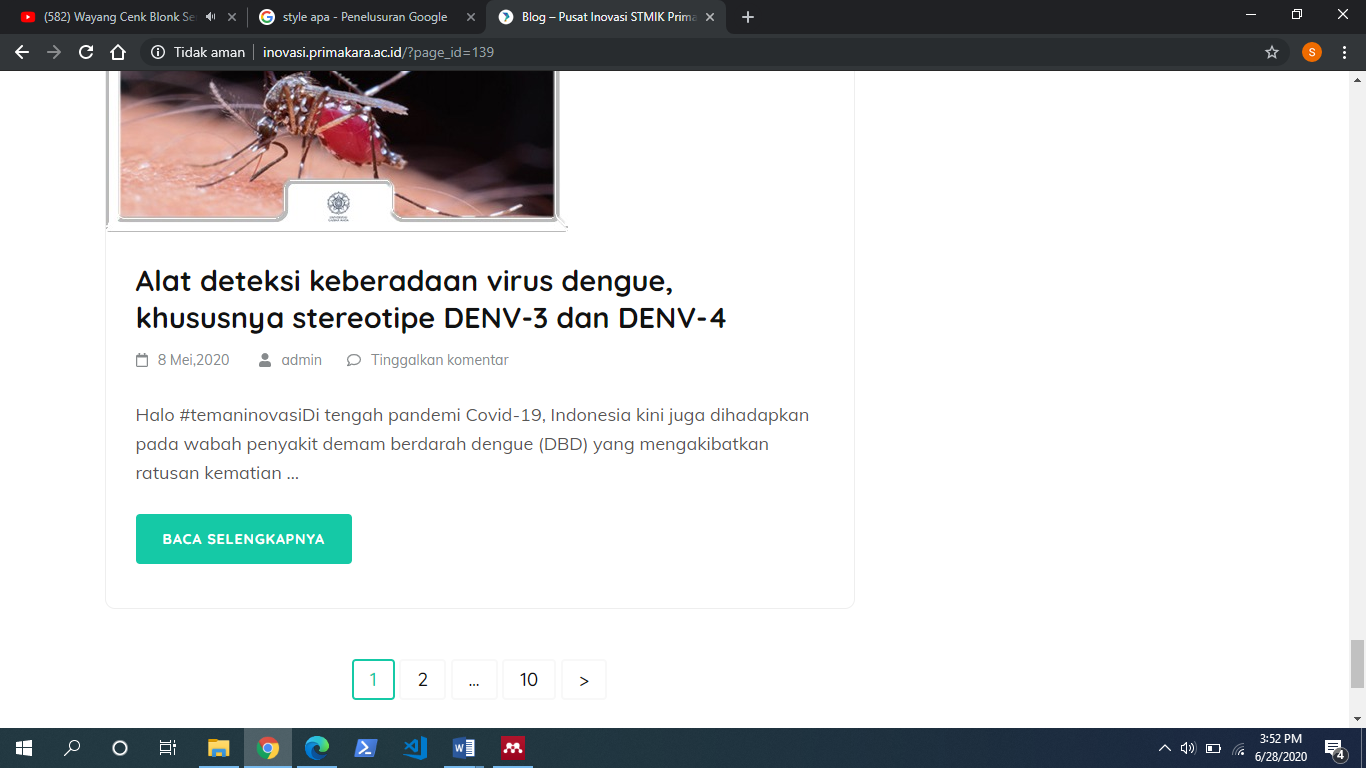 (582) Wayang Cenk Blonk Se
style apa - Penelusuran Google
Blog – Pusat Inovasi STMIK Prima
Tidak aman
inovasi.primakara.ac.id/?page_id=139
S
Alat deteksi keberadaan virus dengue,
khususnya stereotipe DENV-3 dan DENV-4
8 Mei,2020 admin Tinggalkan komentar
Halo #temaninovasiDi tengah pandemi Covid-19, Indonesia kini juga dihadapkan
pada wabah penyakit demam berdarah dengue (DBD) yang mengakibatkan
ratusan kematian ...
BACA SELENGKAPNYA
1 2 ... 10 >
3:52 PM
6/28/2020
4